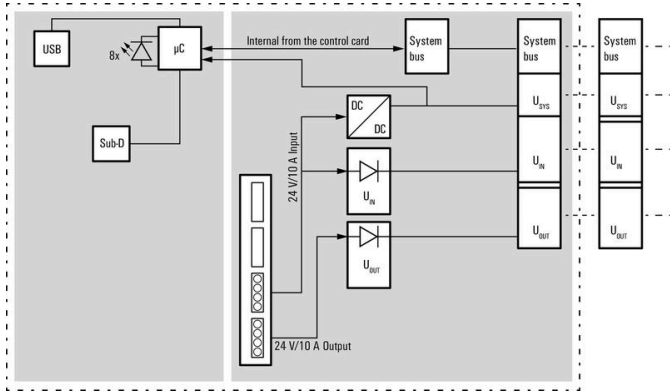 USB
8x
µC
Internal from the control card
System
bus
System
bus
System
bus
Sub-D
DC
DC
U_SYS
U_SYS
24 V/10 A Input
U_IN
U_IN
U_IN
U_OUT
U_OUT
U_OUT
24 V/10 A Output